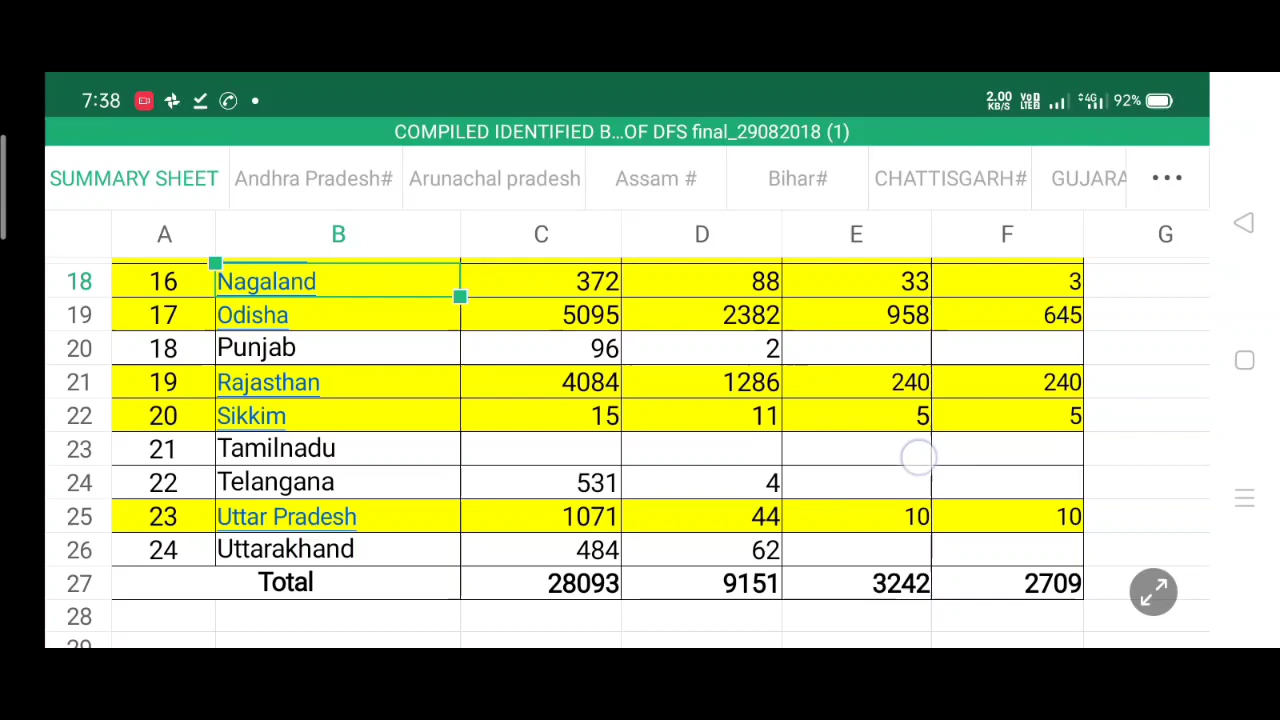 7:38 2.00 KB/S VoD LTED 4G 92%
COMPILED IDENTIFIED B...OF DFS final_29082018 (1)
SUMMARY SHEET Andhra Pradesh# Arunachal pradesh Assam # Bihar# CHATTISGARH# GUJARA
A B C D E F G
18 16 Nagaland 372 88 33 3
19 17 Odisha 5095 2382 958 645
20 18 Punjab 96 2
21 19 Rajasthan 4084 1286 240 240
22 20 Sikkim 15 11 5 5
23 21 Tamilnadu
24 22 Telangana 531 4
25 23 Uttar Pradesh 1071 44 10 10
26 24 Uttarakhand 484 62
27 Total 28093 9151 3242 2709
28
29